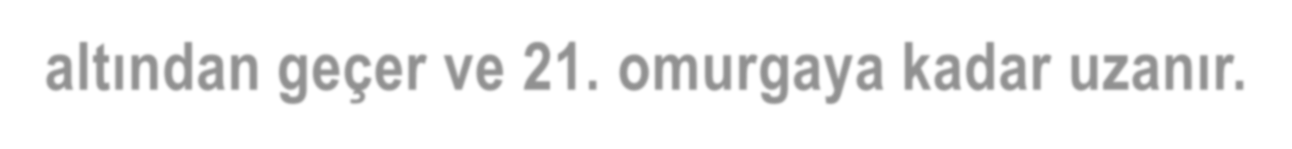 altından geçer ve 21. omurgaya kadar uzanır.